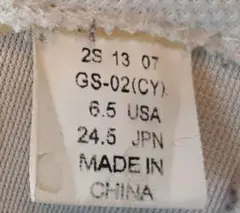 2S 13 07
GS-02(CY)
6.5 USA
24.5 JPN
MADE IN
CHINA